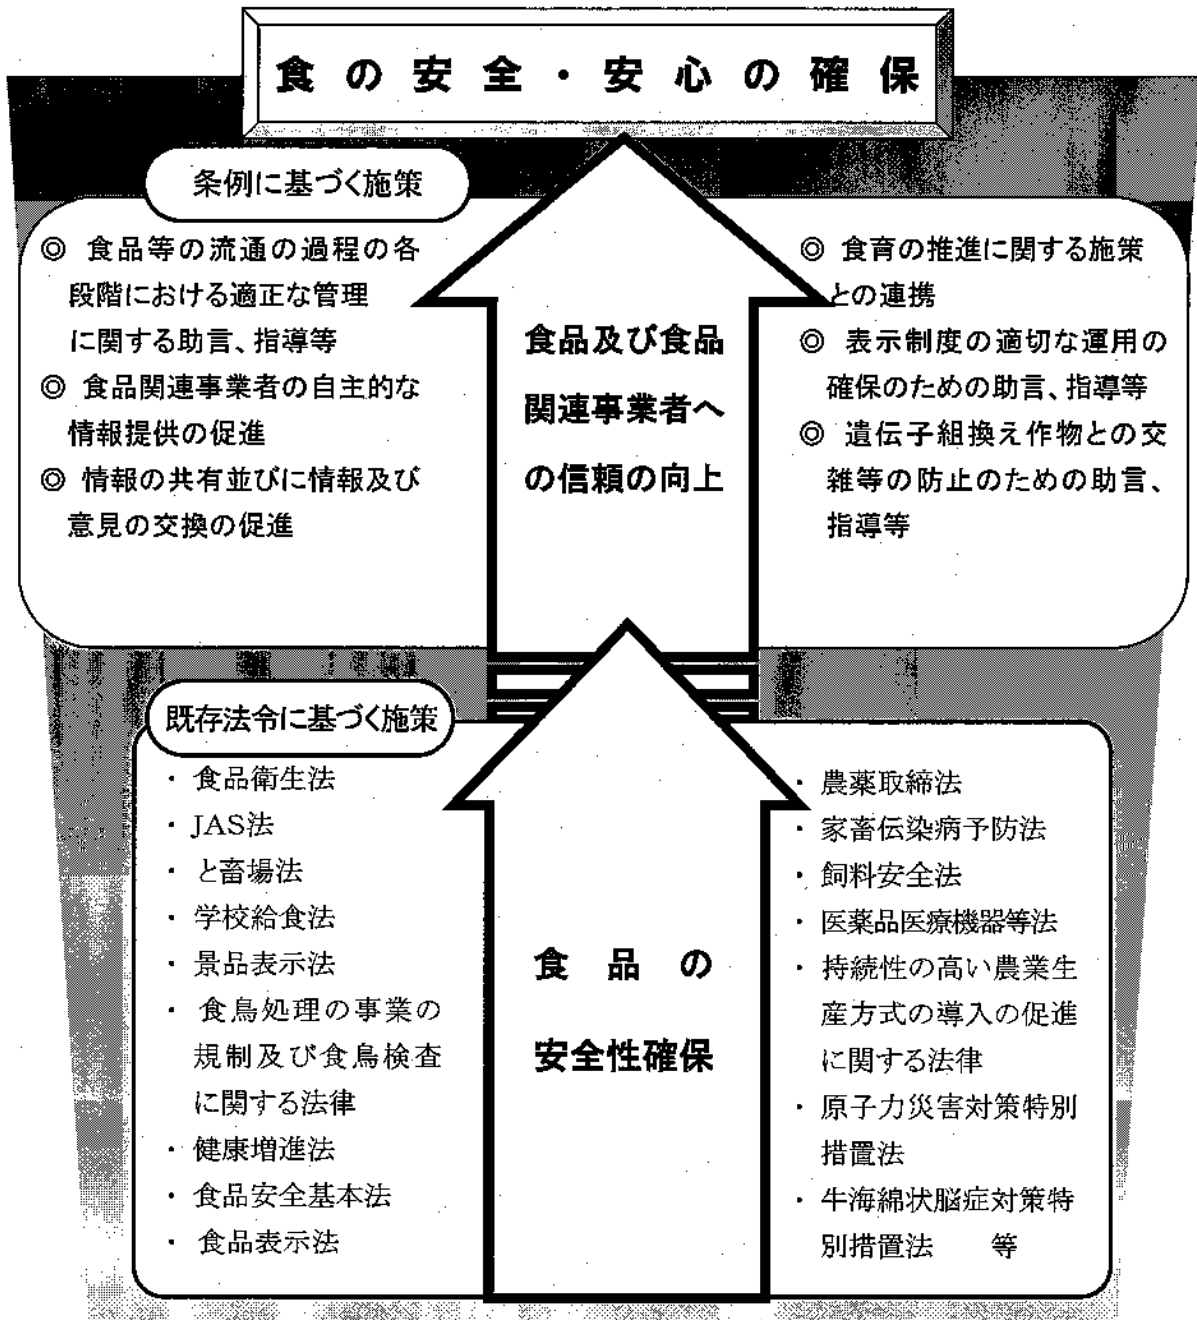 食の安全・安心の確保
条例に基づく施策
◎ 食品等の流通の過程の各
段階における適正な管理
に関する助言、指導等
◎ 食品関連事業者の自主的な
情報提供の促進
◎ 情報の共有並びに情報及び
意見の交換の促進
食品及び食品
関連事業者へ
の信頼の向上
◎ 食育の推進に関する施策
との連携
◎ 表示制度の適切な運用の
確保のための助言、指導等
◎ 遺伝子組換え作物との交
雑等の防止のための助言、
指導等
既存法令に基づく施策
・ 食品衛生法
・ JAS法
・ と畜場法
・ 学校給食法
・ 景品表示法
・ 食鳥処理の事業の
規制及び食鳥検査
に関する法律
・ 健康増進法
・ 食品安全基本法
・ 食品表示法
食品の
安全性確保
・ 農薬取締法
・ 家畜伝染病予防法
・ 飼料安全法
・ 医薬品医療機器等法
・ 持続性の高い農業生
産方式の導入の促進
に関する法律
・ 原子力災害対策特別
措置法
・ 牛海綿状脳症対策特
別措置法 等